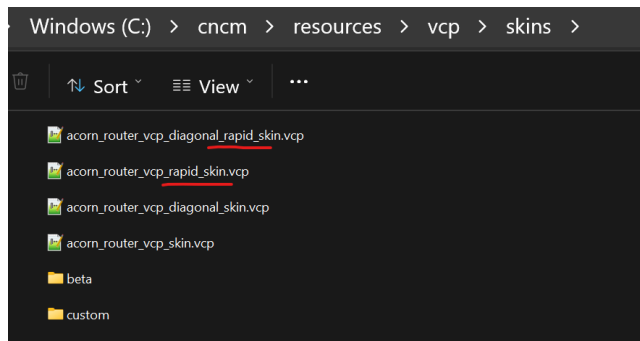 Windows (C:) > cncm > resources > vcp > skins >
Sort View ...
acorn_router_vcp_diagonal_rapid_skin.vcp
acorn_router_vcp_rapid_skin.vcp
acorn_router_vcp_diagonal_skin.vcp
acorn_router_vcp_skin.vcp
beta
custom